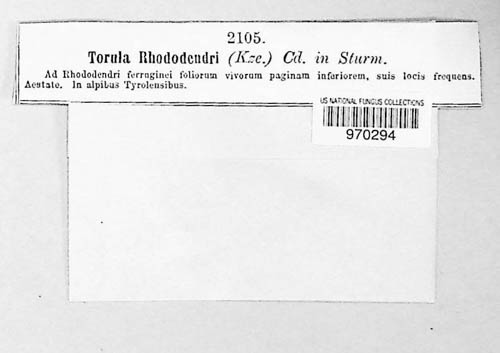 2105.
Torula Rhododendri (Kze.) Cd. in Sturm.
Ad Rhododendri ferruginei foliorum vivorum paginam inferiorem, suis locis frequens.
Aestate. In alpibus Tyrolensibus.
US NATIONAL FUNGUS COLLECTIONS
970294